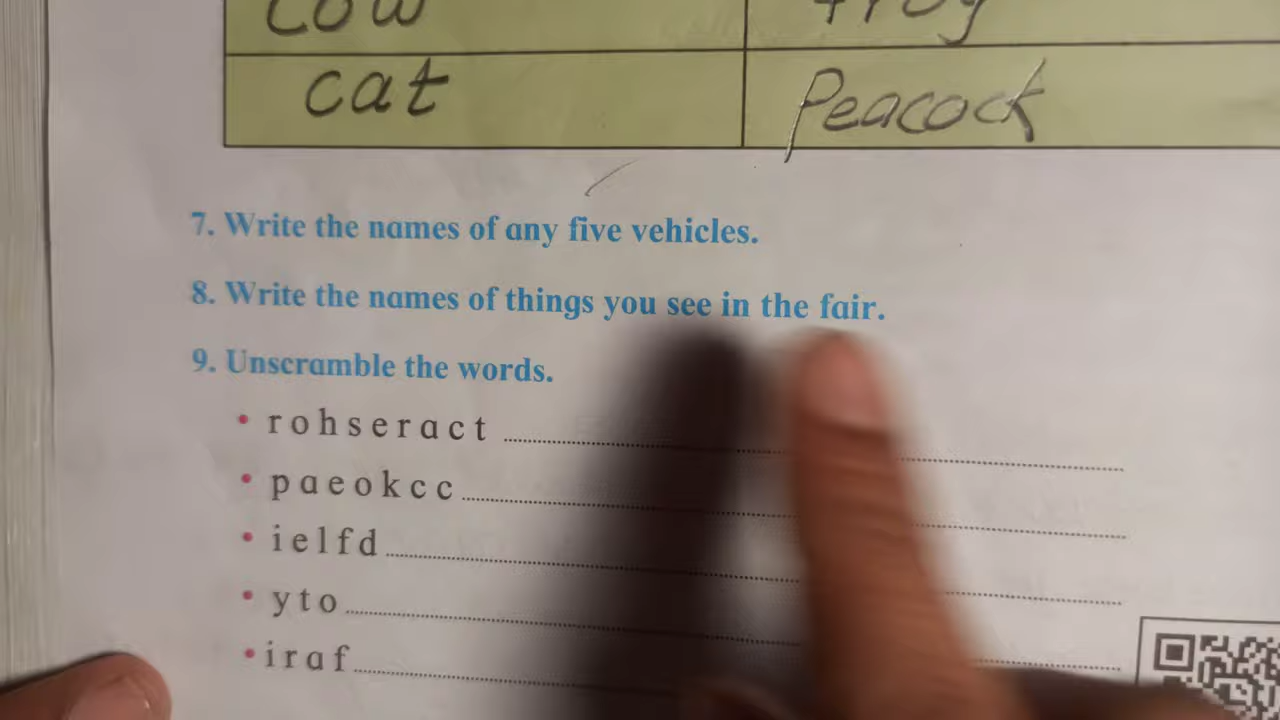 cow frog
cat Peacock
7. Write the names of any five vehicles.
8. Write the names of things you see in the fair.
9. Unscramble the words.
• r o h s e r a c t
• p a e o k c c
• i e l f d
• y t o
• i r a f